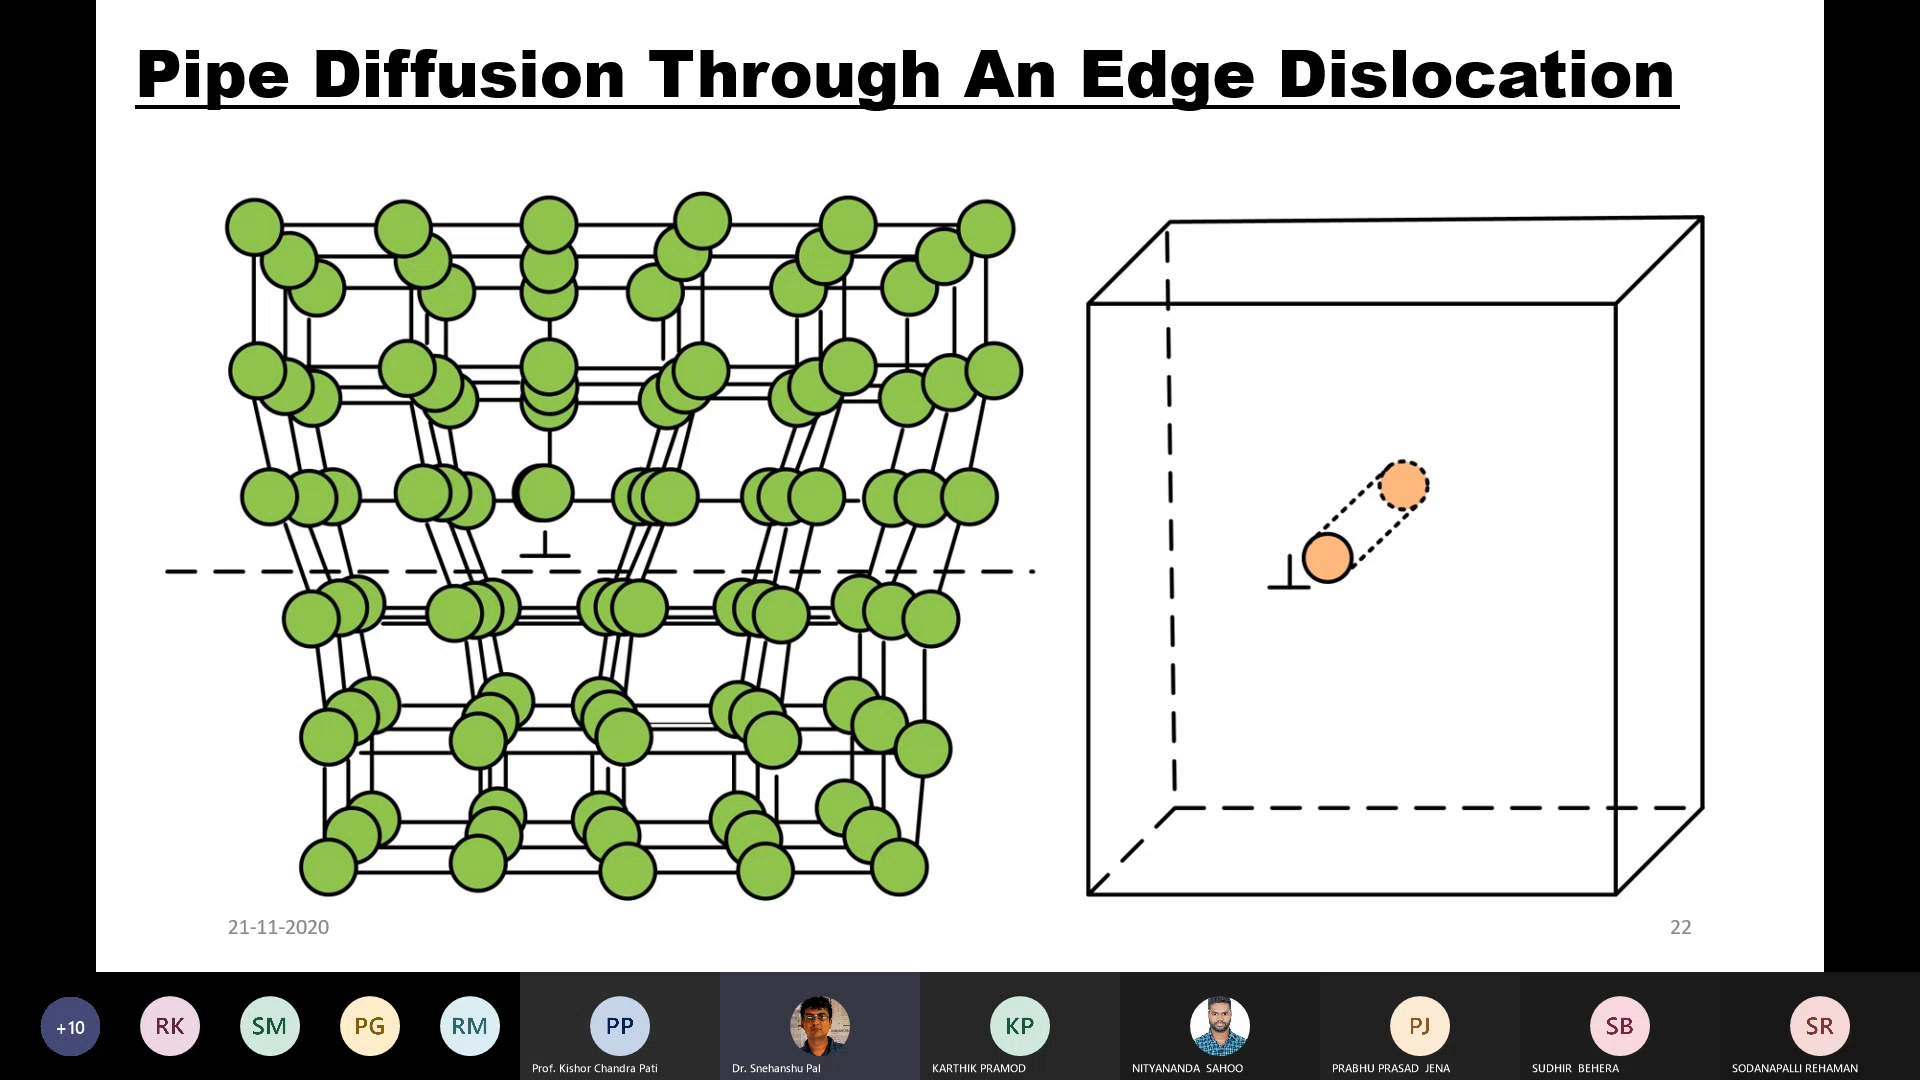 Pipe Diffusion Through An Edge Dislocation
21-11-2020
22
+10
RK
SM
PG
RM
PP
KP
PJ
SB
SR
Prof. Kishor Chandra Pati
Dr. Snehanshu Pal
KARTHIK PRAMOD
NITYANANDA SAHOO
PRABHU PRASAD JENA
SUDHIR BEHERA
SODANAPALLI REHAMAN